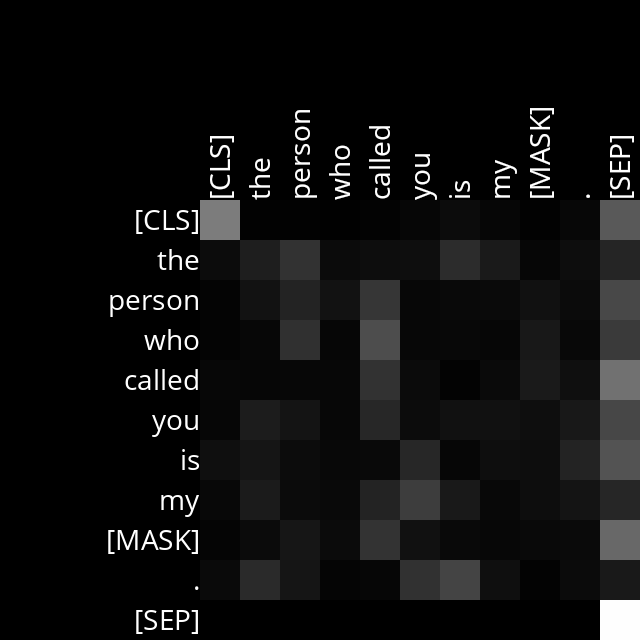 [CLS] the person who called you is my [MASK] . [SEP]
[CLS]
the
person
who
called
you
is
my
[MASK]
.
[SEP]